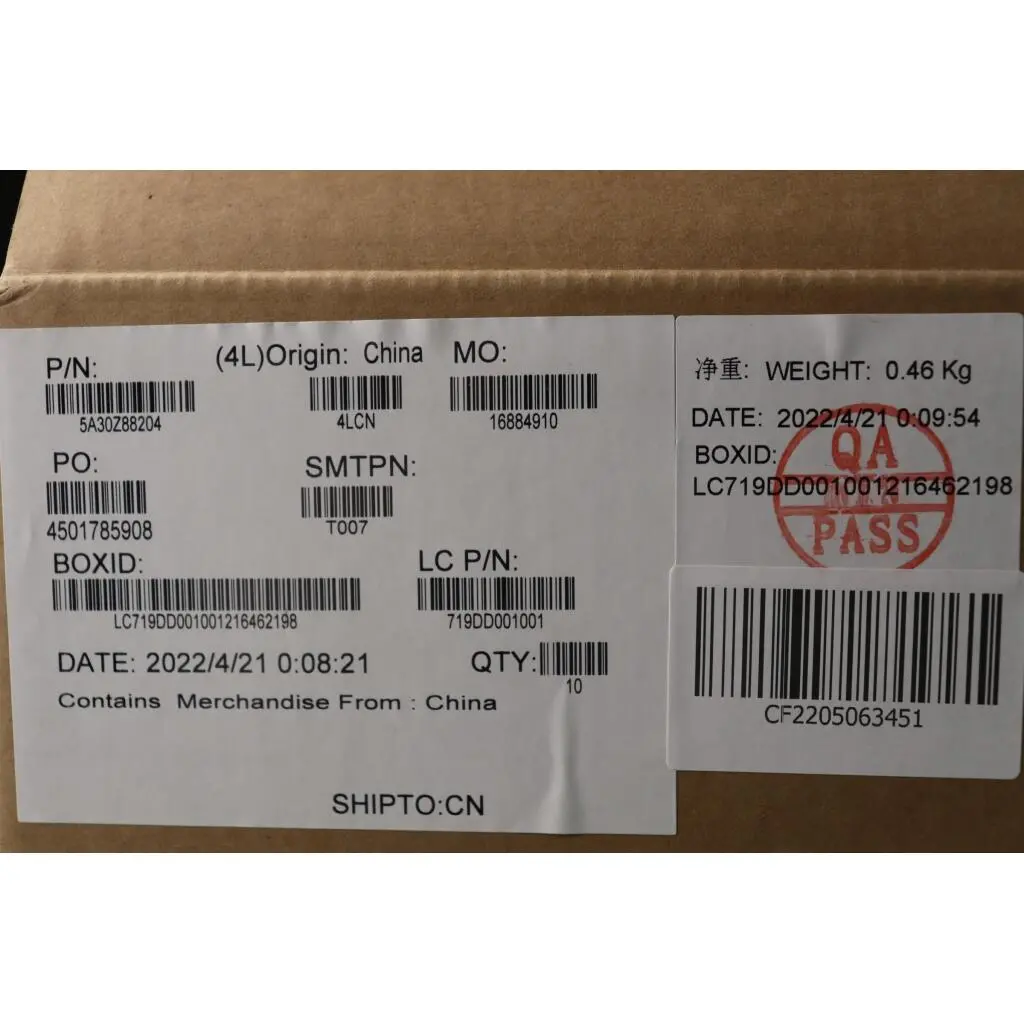 P/N:
(4L)Origin: China
MO:
5A30Z88204
4LCN
16884910
PO:
SMTPN:
4501785908
T007
BOXID:
LC P/N:
LC719DD001001216462198
719DD001001
DATE: 2022/4/21 0:08:21
QTY:
10
Contains Merchandise From : China
SHIPTO:CN
净重: WEIGHT: 0.46 Kg
DATE: 2022/4/21 0:09:54
BOXID:
LC719DD001001216462198
QA
PASS
CF2205063451